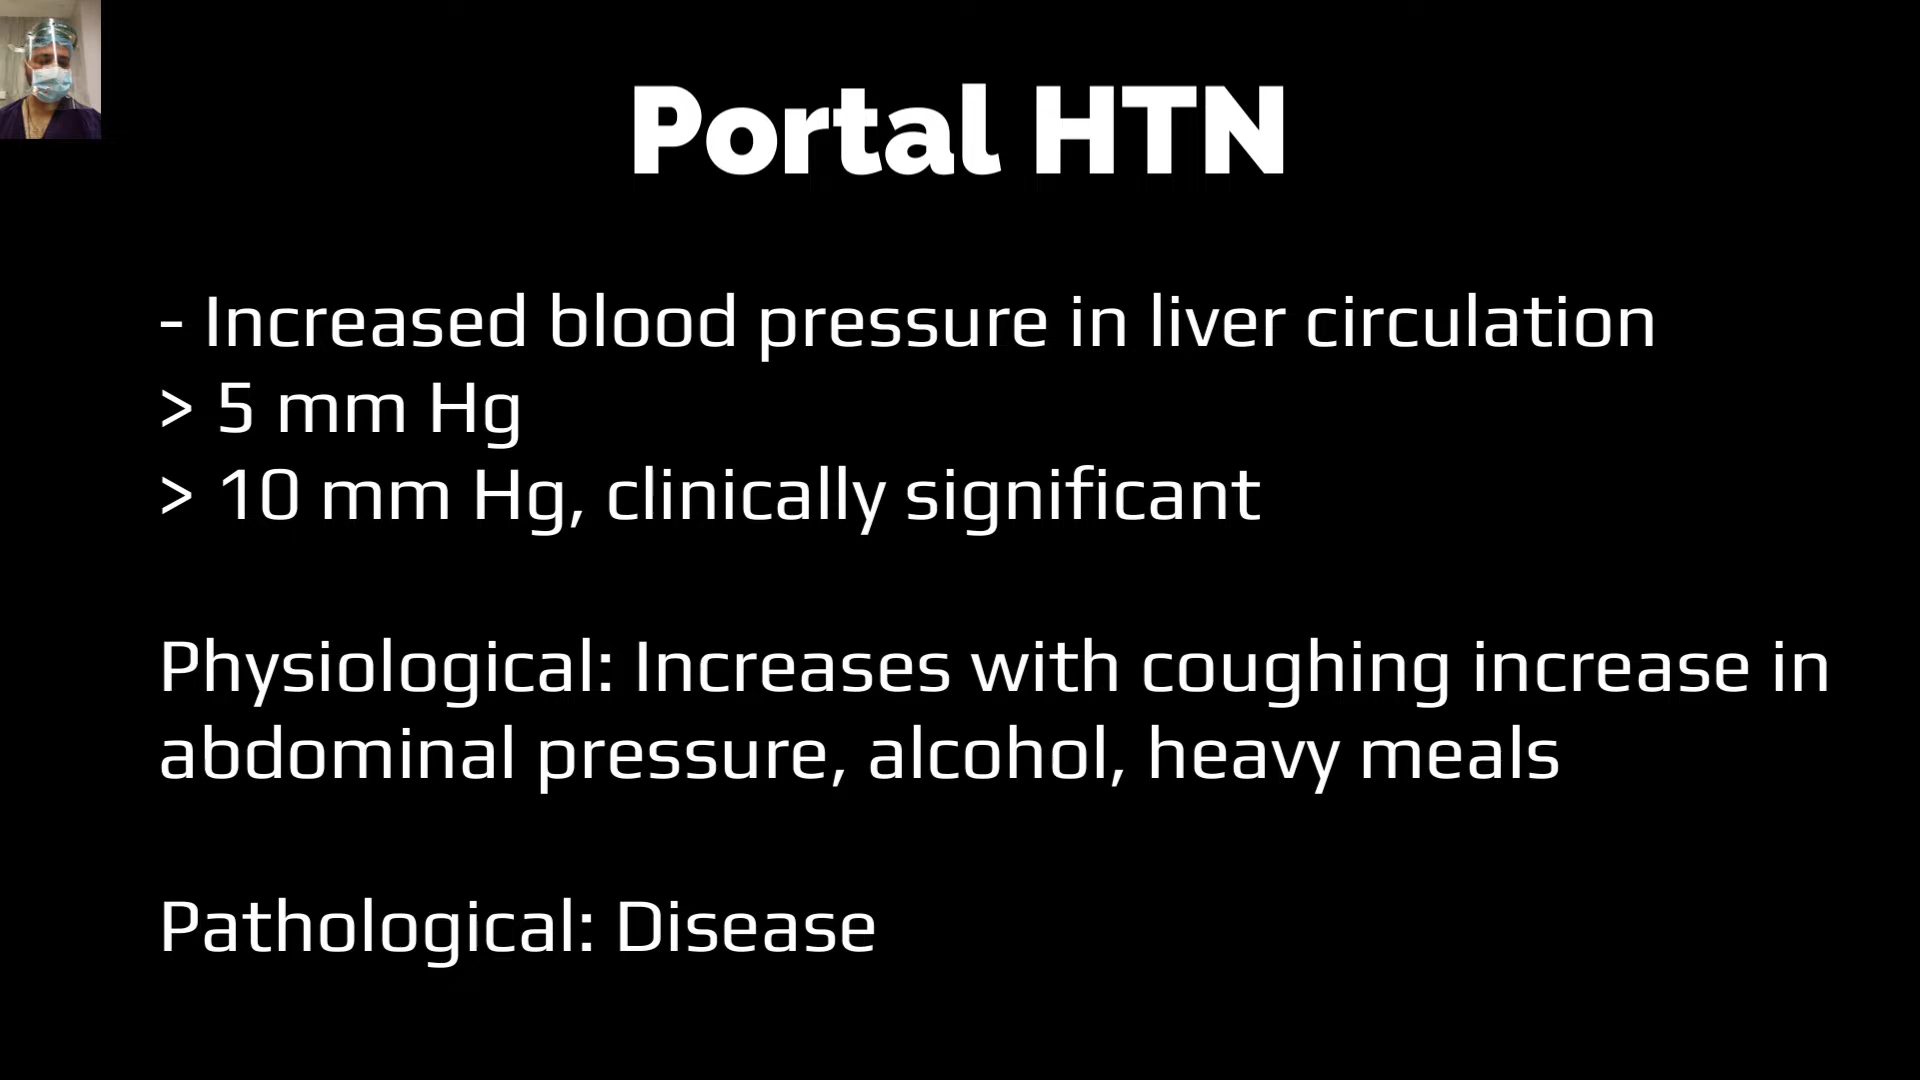 Portal HTN
- Increased blood pressure in liver circulation
> 5 mm Hg
> 10 mm Hg, clinically significant
Physiological: Increases with coughing increase in
abdominal pressure, alcohol, heavy meals
Pathological: Disease